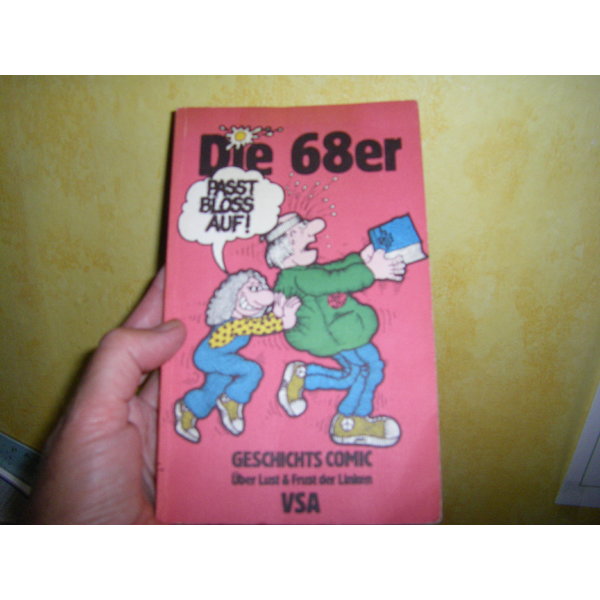 Die 68er
PASST
BLOSS
AUF!
GESCHICHTS COMIC
Über Lust & Frust der Linken
VSA